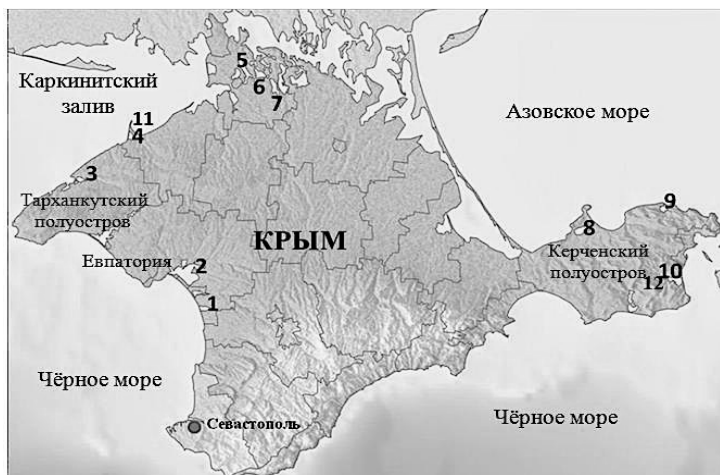 5
Каркинитский
залив
6
7
Азовское море
11
4
3
Тарханкутский
полуостров
9
8
КРЫМ
Керченский
полуостров
Евпатория
2
10
12
1
Чёрное море
Севастополь
Чёрное море